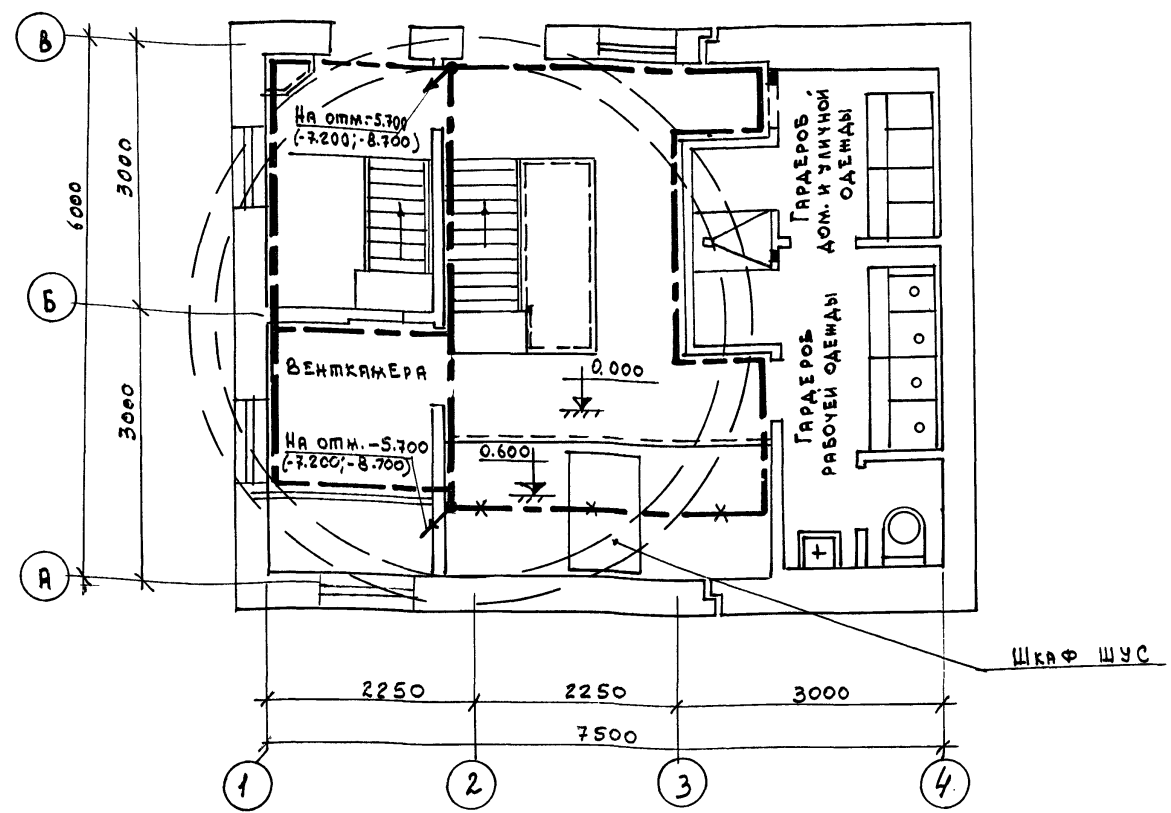 В
На отм.-5.700
(-7.200; -8.700)
3000
6000
Гардероб
дом. и уличной
одежды
Б
Венткамера
0.000
3000
Гардероб
рабочей одежды
На отм. -5.700
(-7.200; -8.700)
0.600
А
Шкаф ШУС
2250
2250
3000
7500
1
2
3
4